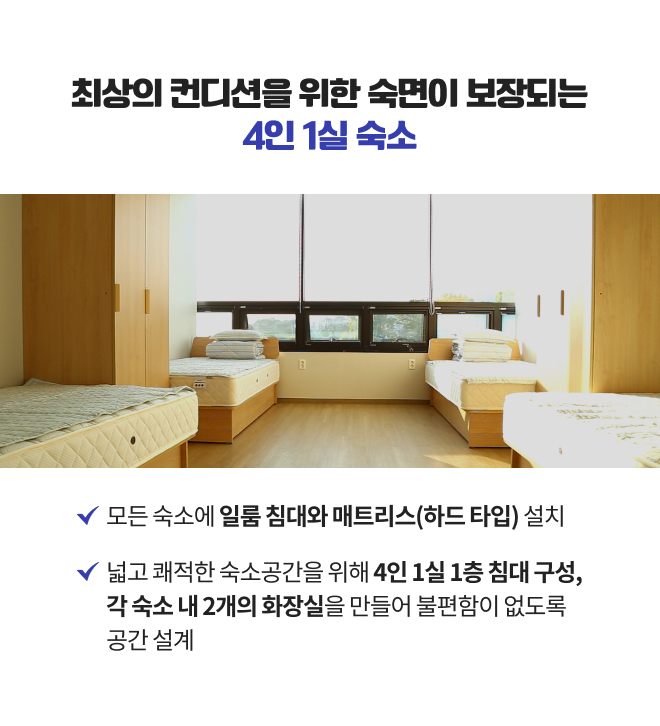 최상의 컨디션을 위한 숙면이 보장되는
4인 1실 숙소
모든 숙소에 일룸 침대와 매트리스(하드 타입) 설치
넓고 쾌적한 숙소공간을 위해 4인 1실 1층 침대 구성,
각 숙소 내 2개의 화장실을 만들어 불편함이 없도록
공간 설계